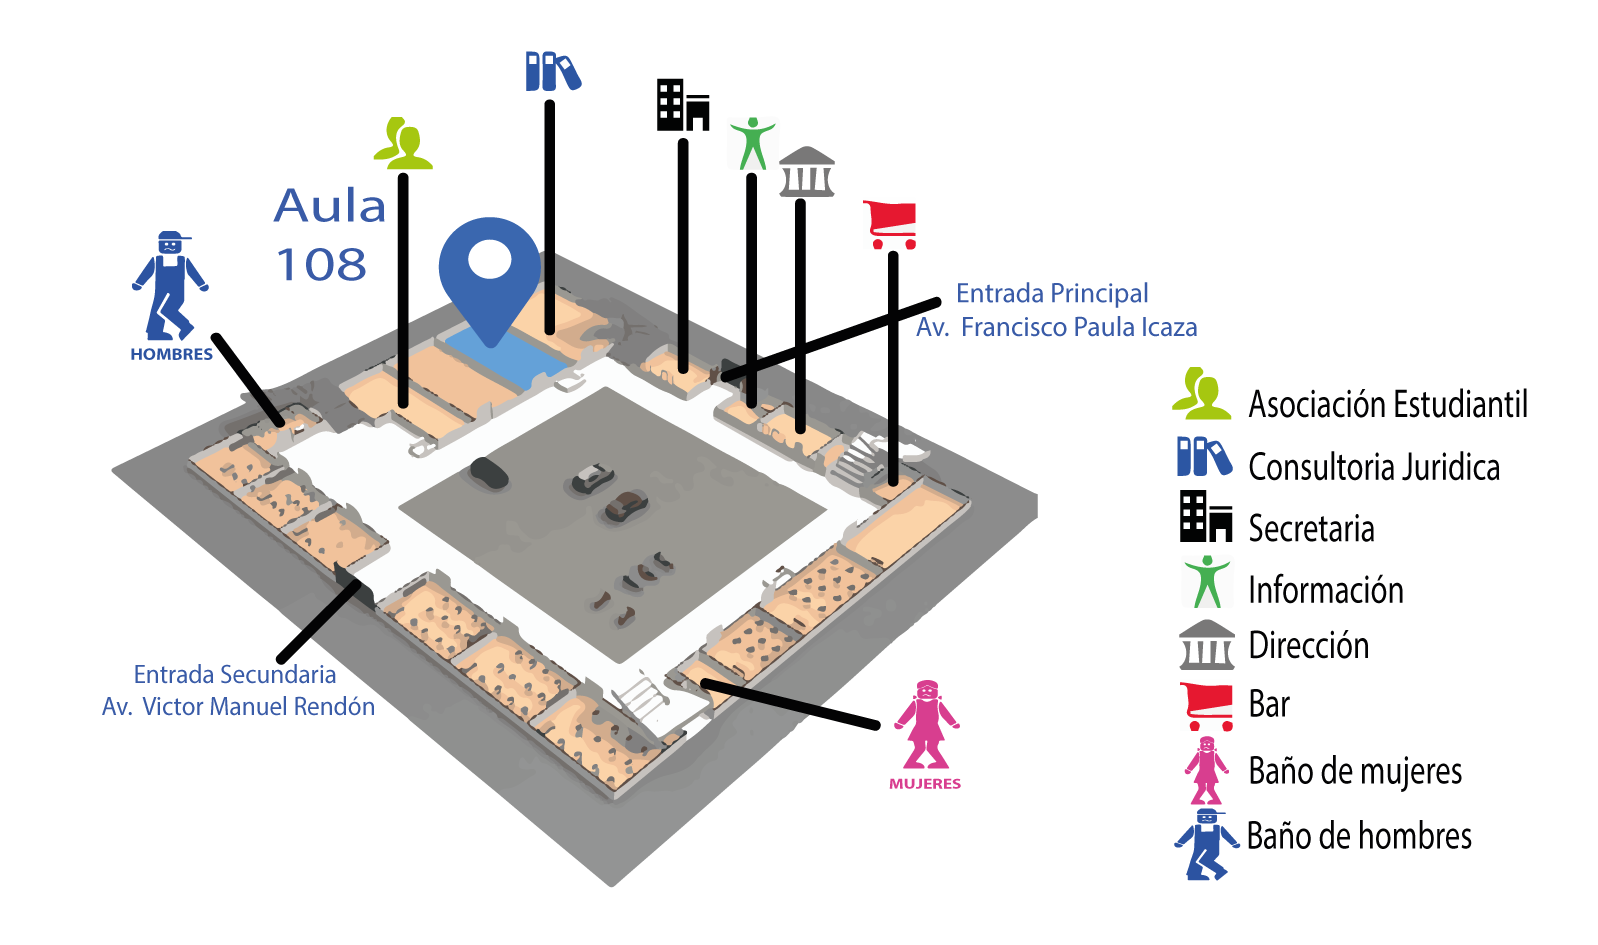 Aula
108
HOMBRES
Entrada Principal
Av. Francisco Paula Icaza
Entrada Secundaria
Av. Victor Manuel Rendón
MUJERES
Asociación Estudiantil
Consultoria Juridica
Secretaria
Información
Dirección
Bar
Baño de mujeres
Baño de hombres